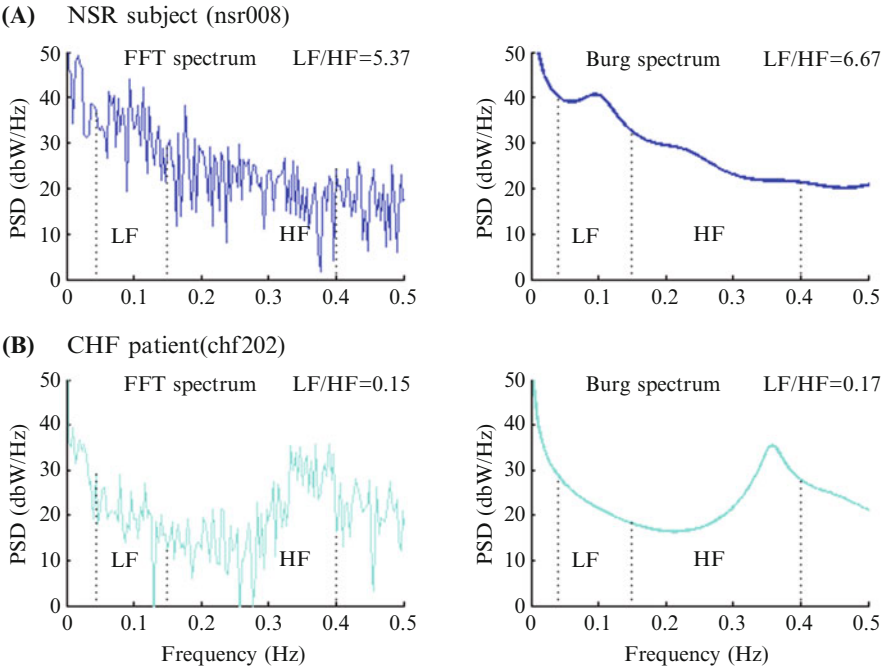 (A) NSR subject (nsr008)
FFT spectrum LF/HF=5.37
PSD (dbW/Hz)
50
40
30
20
10
0
LF
HF
0 0.1 0.2 0.3 0.4 0.5
Burg spectrum LF/HF=6.67
PSD (dbW/Hz)
50
40
30
20
10
0
LF
HF
0 0.1 0.2 0.3 0.4 0.5
(B) CHF patient(chf202)
FFT spectrum LF/HF=0.15
PSD (dbW/Hz)
50
40
30
20
10
0
LF
HF
0 0.1 0.2 0.3 0.4 0.5
Frequency (Hz)
Burg spectrum LF/HF=0.17
PSD (dbW/Hz)
50
40
30
20
10
0
LF
HF
0 0.1 0.2 0.3 0.4 0.5
Frequency (Hz)